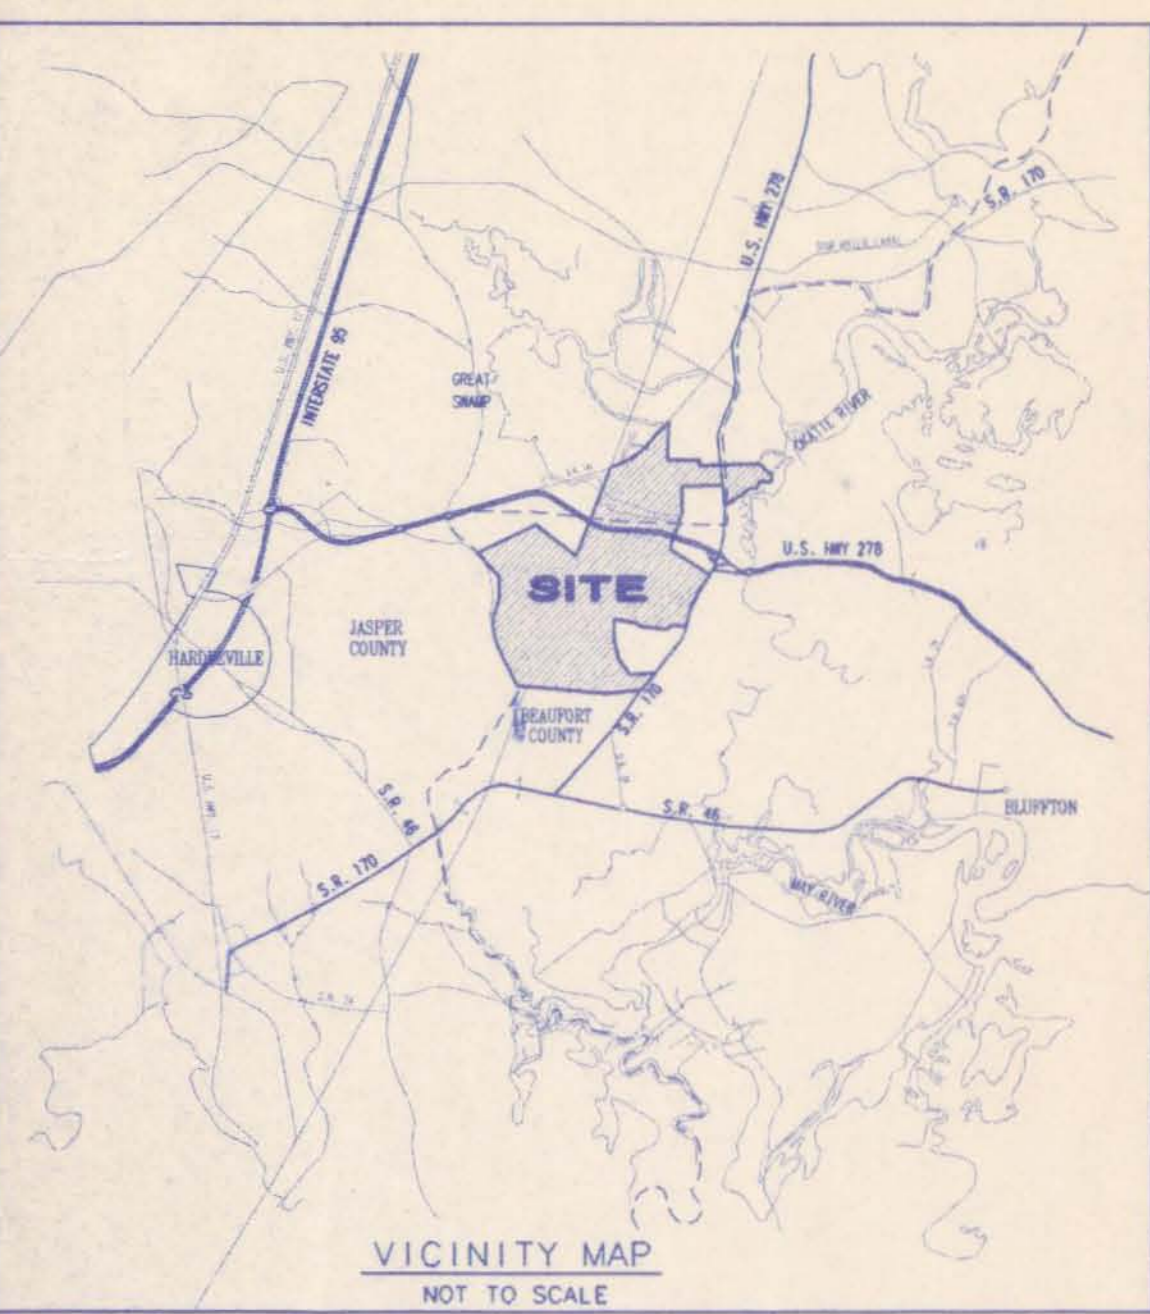 U.S. HWY 278
S.R. 170
INTERSTATE 95
GREAT
SWAMP
OKATIE RIVER
U.S. HWY 278
SITE
JASPER
COUNTY
HARDEEVILLE
BEAUFORT
COUNTY
S.R. 170
S.R. 46
S.R. 46
BLUFFTON
S.R. 170
MAY RIVER
VICINITY MAP
NOT TO SCALE